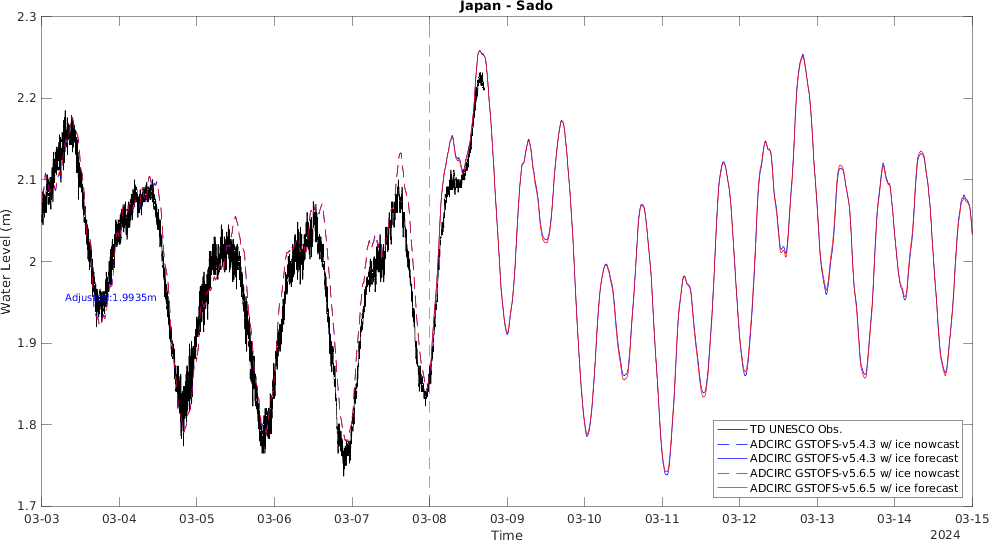 Japan - Sado
2.3
2.2
2.1
2
1.9
1.8
1.7
Water Level (m)
Adjusted:1.9935m
TD UNESCO Obs.
ADCIRC GSTOFS-v5.4.3 w/ ice nowcast
ADCIRC GSTOFS-v5.4.3 w/ ice forecast
ADCIRC GSTOFS-v5.6.5 w/ ice nowcast
ADCIRC GSTOFS-v5.6.5 w/ ice forecast
03-03 03-04 03-05 03-06 03-07 03-08 03-09 03-10 03-11 03-12 03-13 03-14 03-15
Time
2024